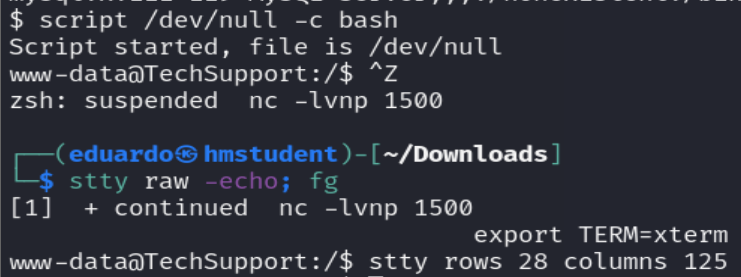 $ script /dev/null -c bash
Script started, file is /dev/null
www-data@TechSupport:/$ ^Z
zsh: suspended  nc -lvnp 1500
┌──(eduardo㉿hmstudent)-[~/Downloads]
└─$ stty raw -echo; fg
[1]  + continued  nc -lvnp 1500
export TERM=xterm
www-data@TechSupport:/$ stty rows 28 columns 125